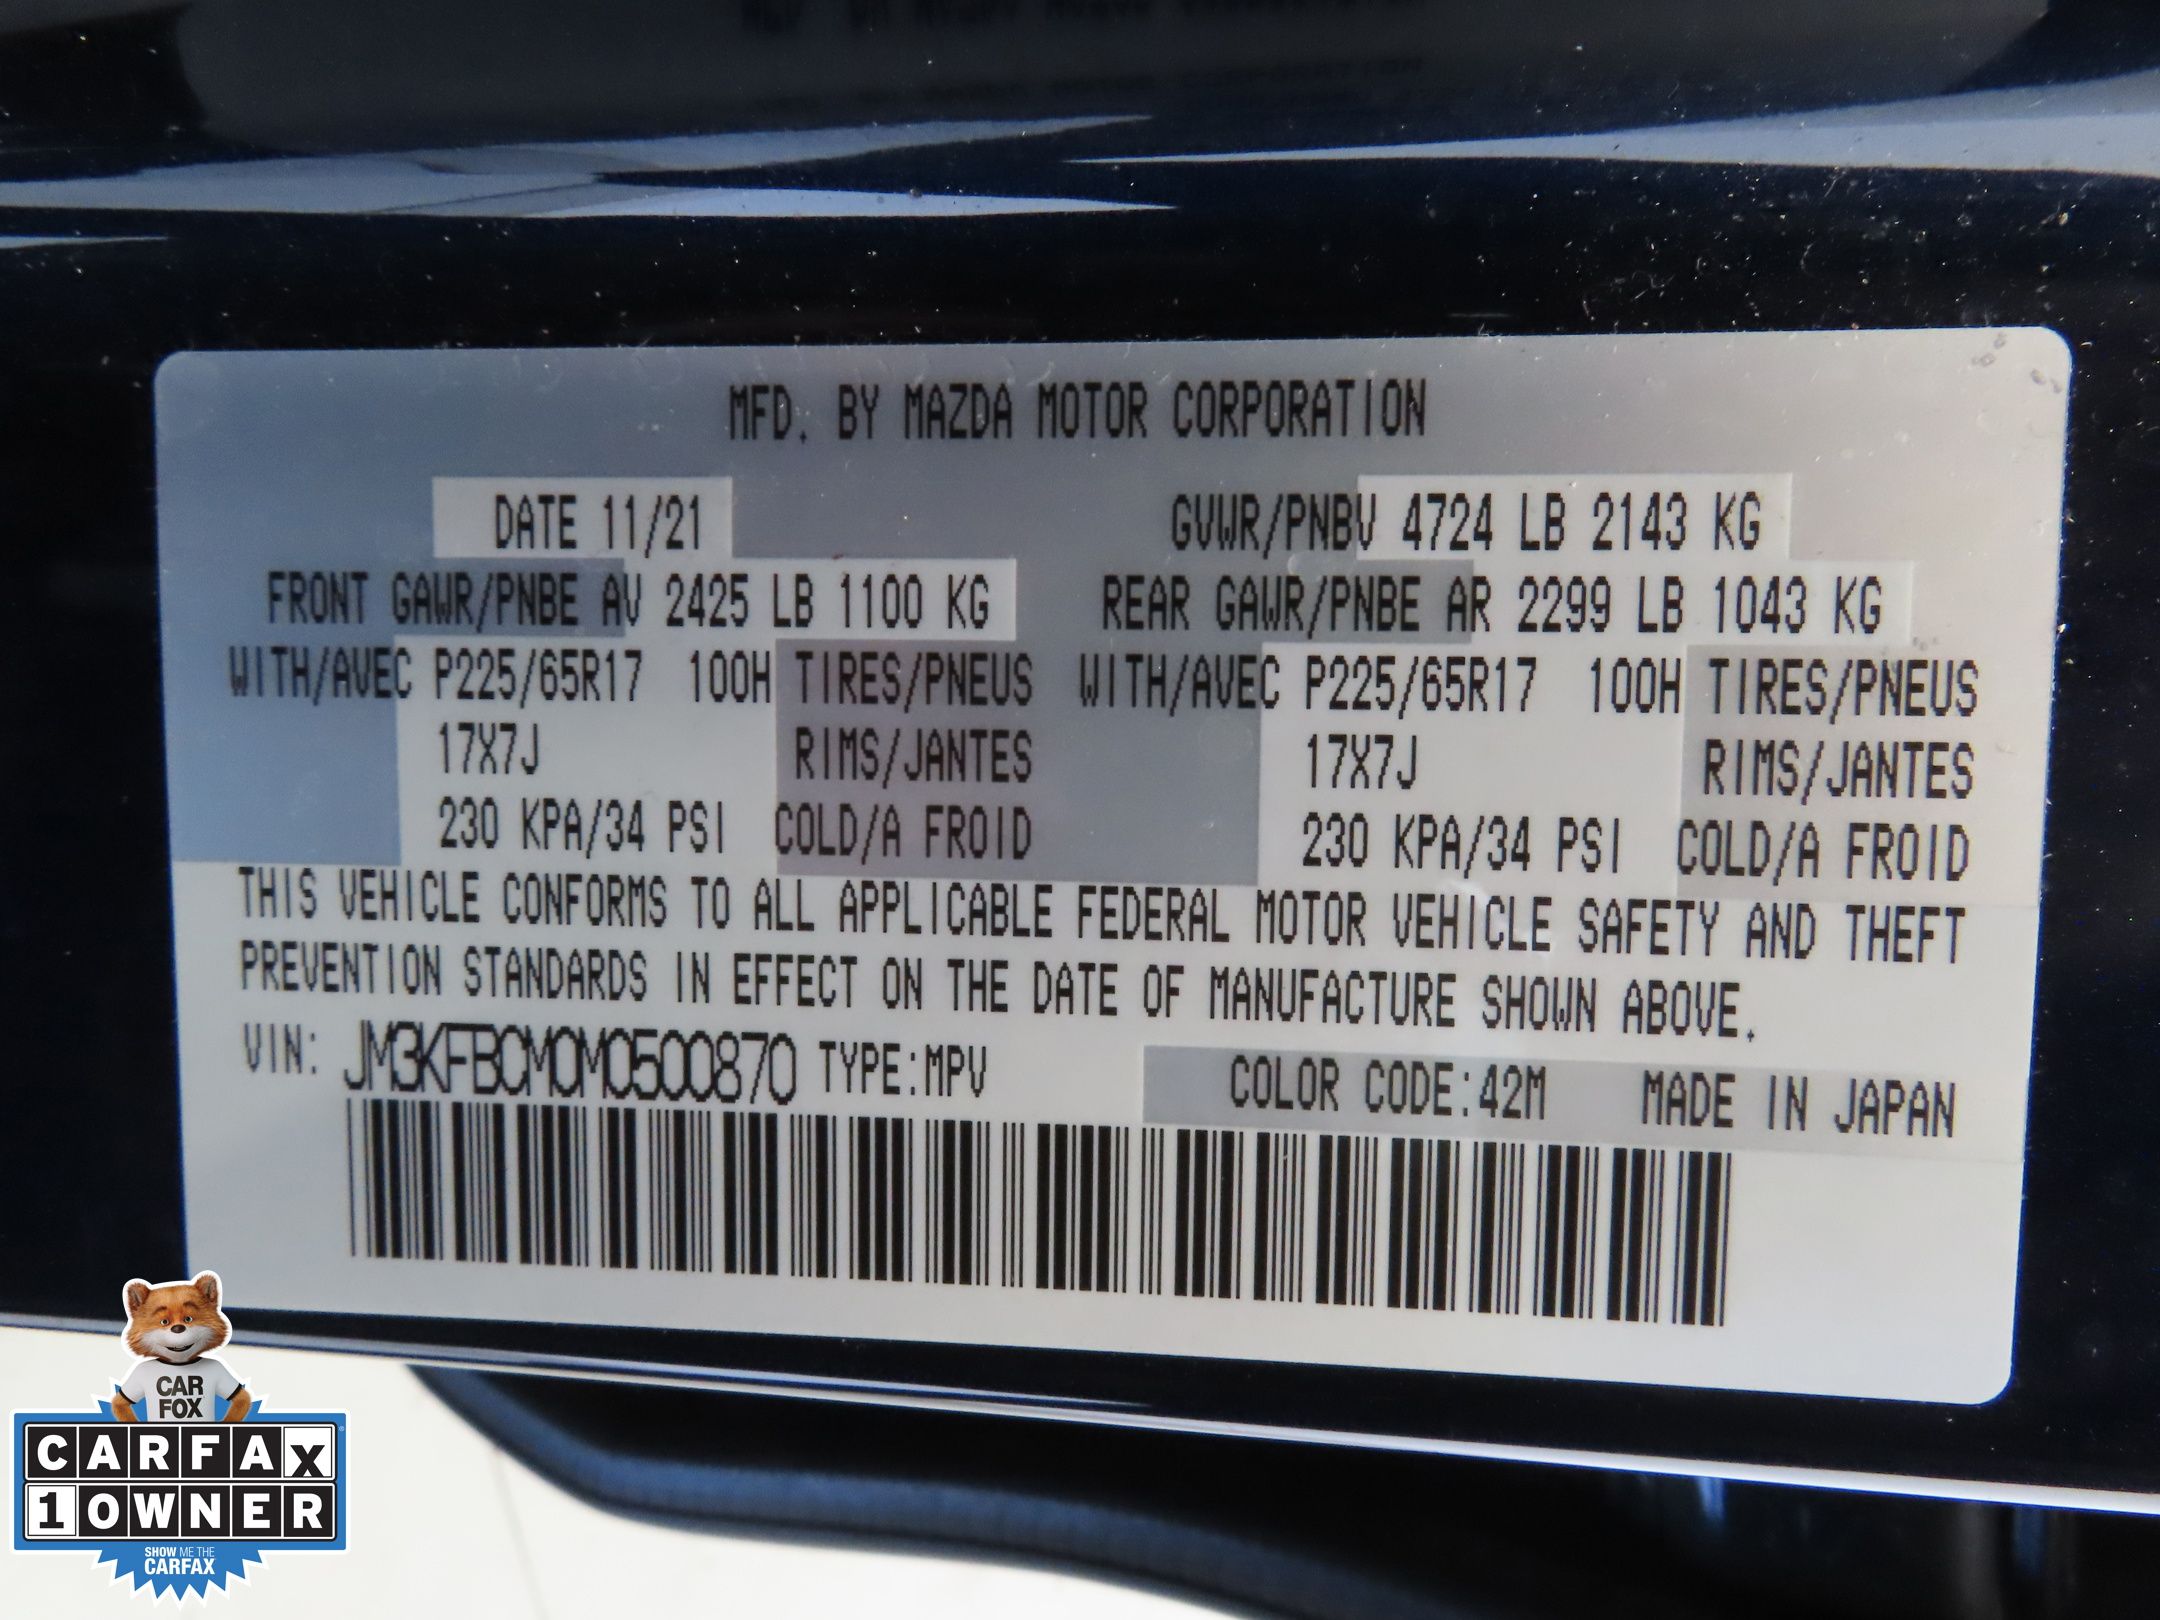 MFD. BY MAZDA MOTOR CORPORATION
DATE 11/21 GVWR/PNBV 4724 LB 2143 KG
FRONT GAWR/PNBE AV 2425 LB 1100 KG REAR GAWR/PNBE AR 2299 LB 1043 KG
WITH/AVEC P225/65R17 100H TIRES/PNEUS WITH/AVEC P225/65R17 100H TIRES/PNEUS
17X7J RIMS/JANTES 17X7J RIMS/JANTES
230 KPA/34 PSI COLD/A FROID 230 KPA/34 PSI COLD/A FROID
THIS VEHICLE CONFORMS TO ALL APPLICABLE FEDERAL MOTOR VEHICLE SAFETY AND THEFT
PREVENTION STANDARDS IN EFFECT ON THE DATE OF MANUFACTURE SHOWN ABOVE.
VIN: JM3KFBCM0M0500870 TYPE:MPV COLOR CODE:42M MADE IN JAPAN
CAR
FOX
CARFAX
1 OWNER
SHOW ME THE
CARFAX